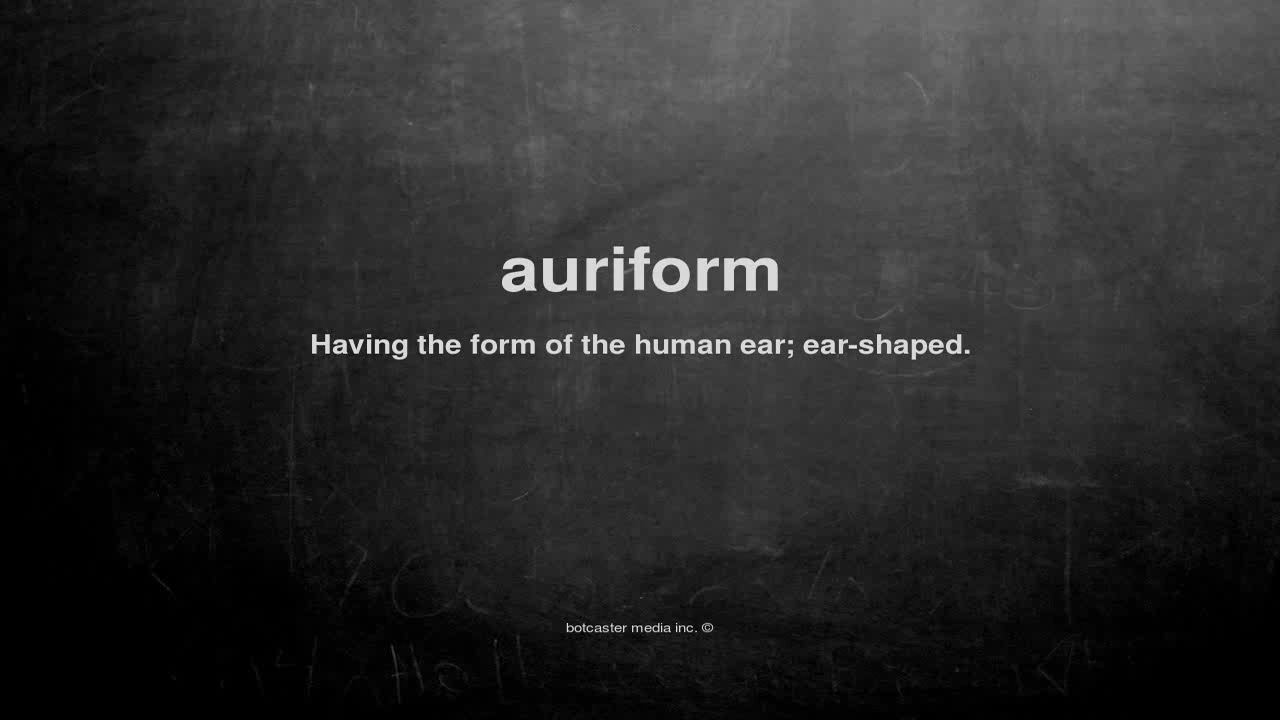 auriform
Having the form of the human ear; ear-shaped.
botcaster media inc. ©